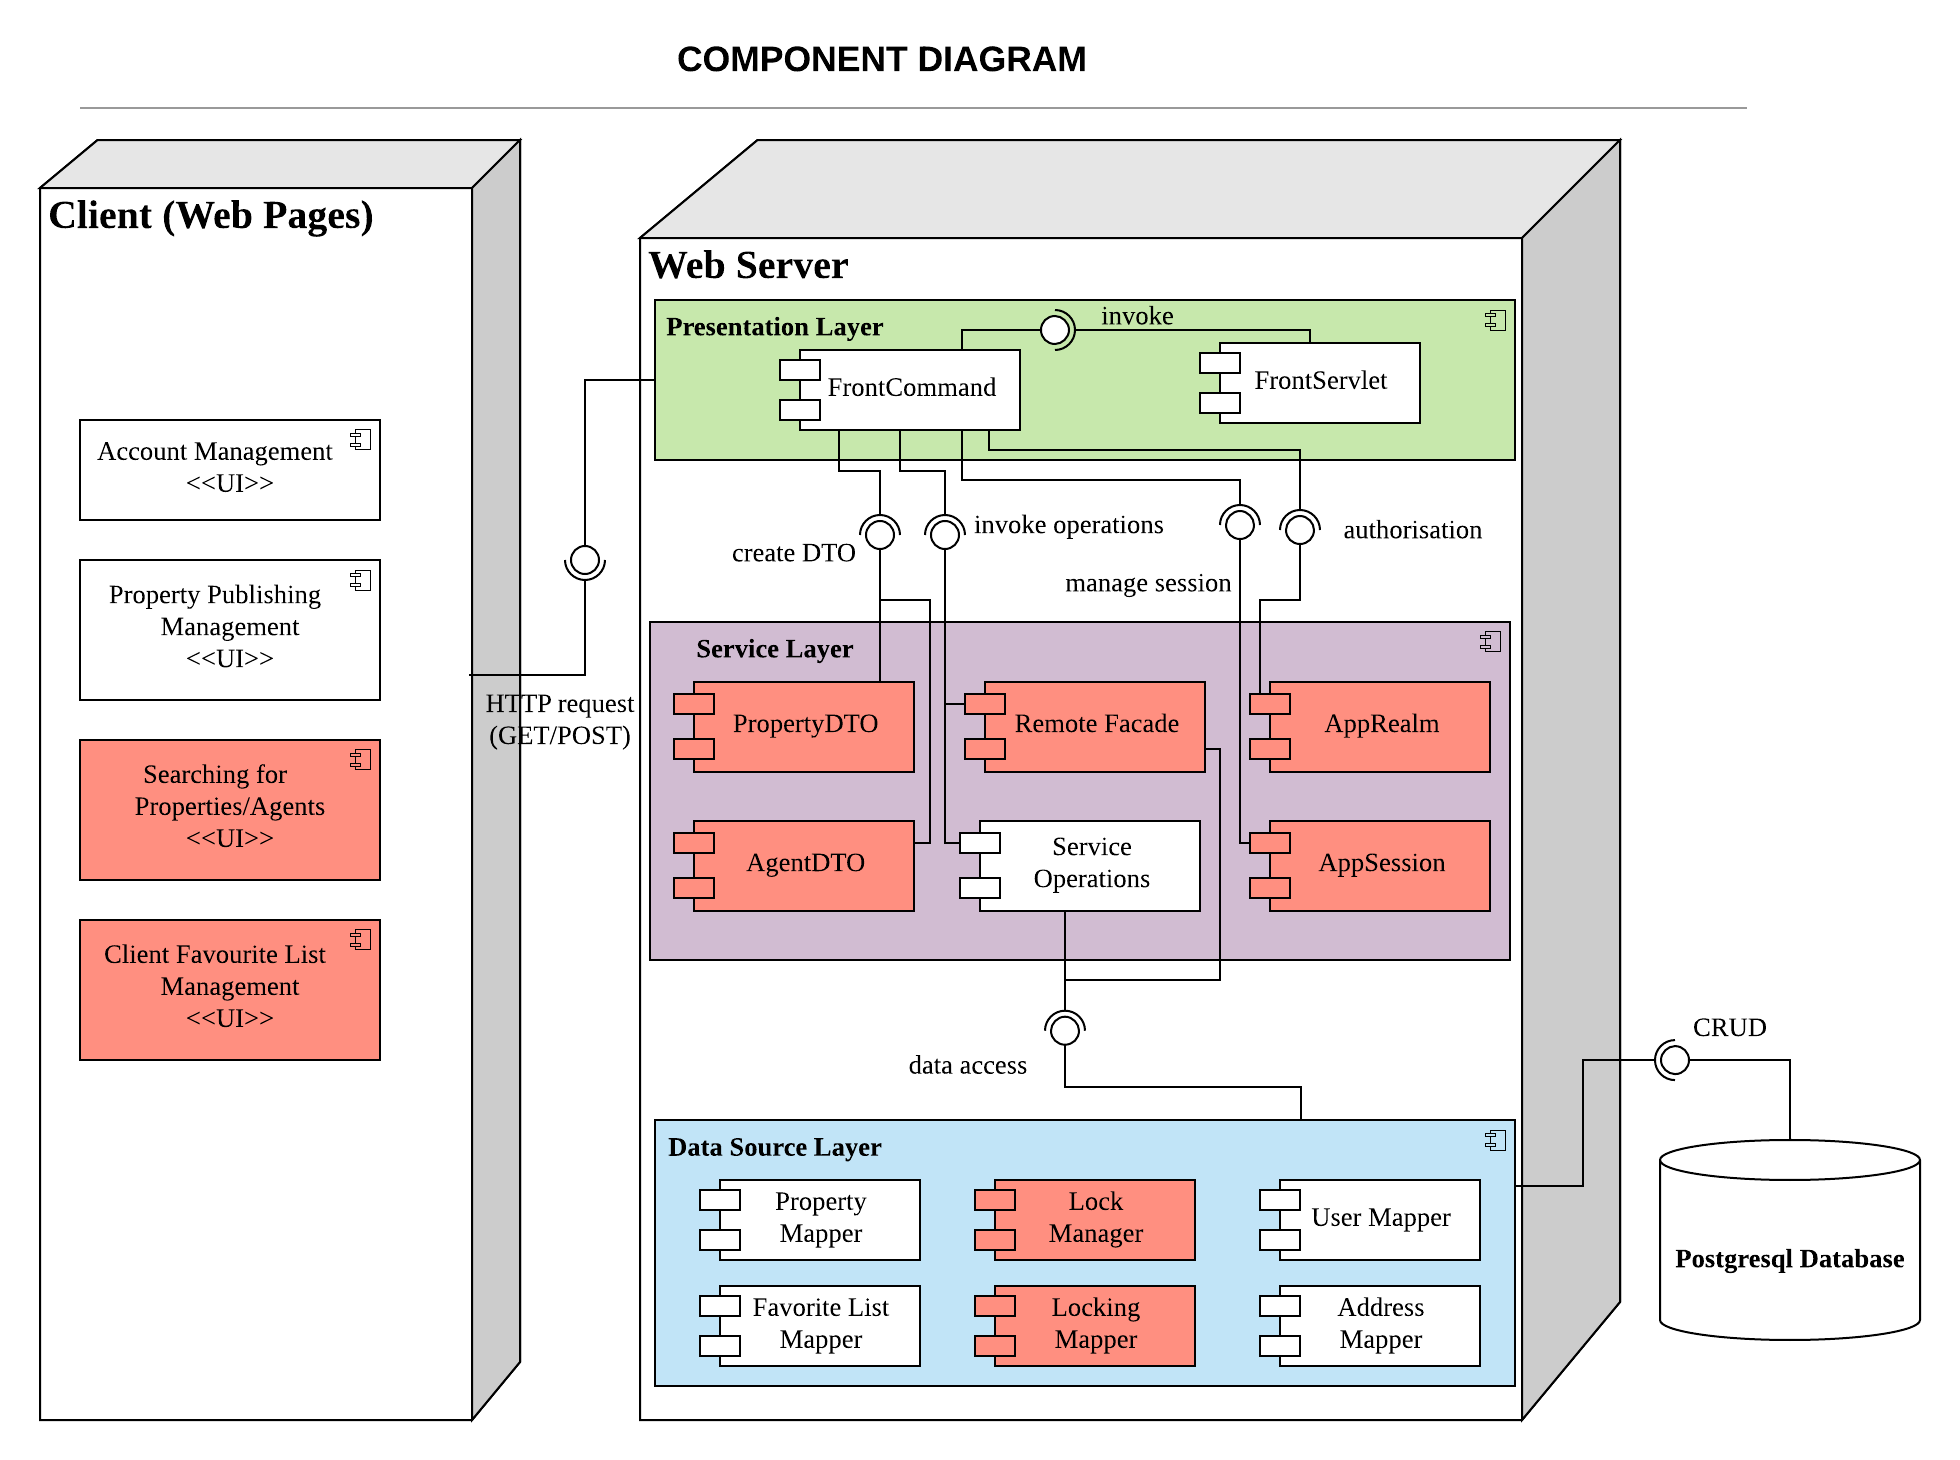 COMPONENT DIAGRAM
Client (Web Pages)
Account Management
<<UI>>
Property Publishing
Management
<<UI>>
Searching for
Properties/Agents
<<UI>>
Client Favourite List
Management
<<UI>>
HTTP request
(GET/POST)
Web Server
Presentation Layer
invoke
FrontCommand
FrontServlet
create DTO
invoke operations
manage session
authorisation
Service Layer
PropertyDTO
Remote Facade
AppRealm
AgentDTO
Service
Operations
AppSession
data access
Data Source Layer
Property
Mapper
Lock
Manager
User Mapper
Favorite List
Mapper
Locking
Mapper
Address
Mapper
CRUD
Postgresql Database